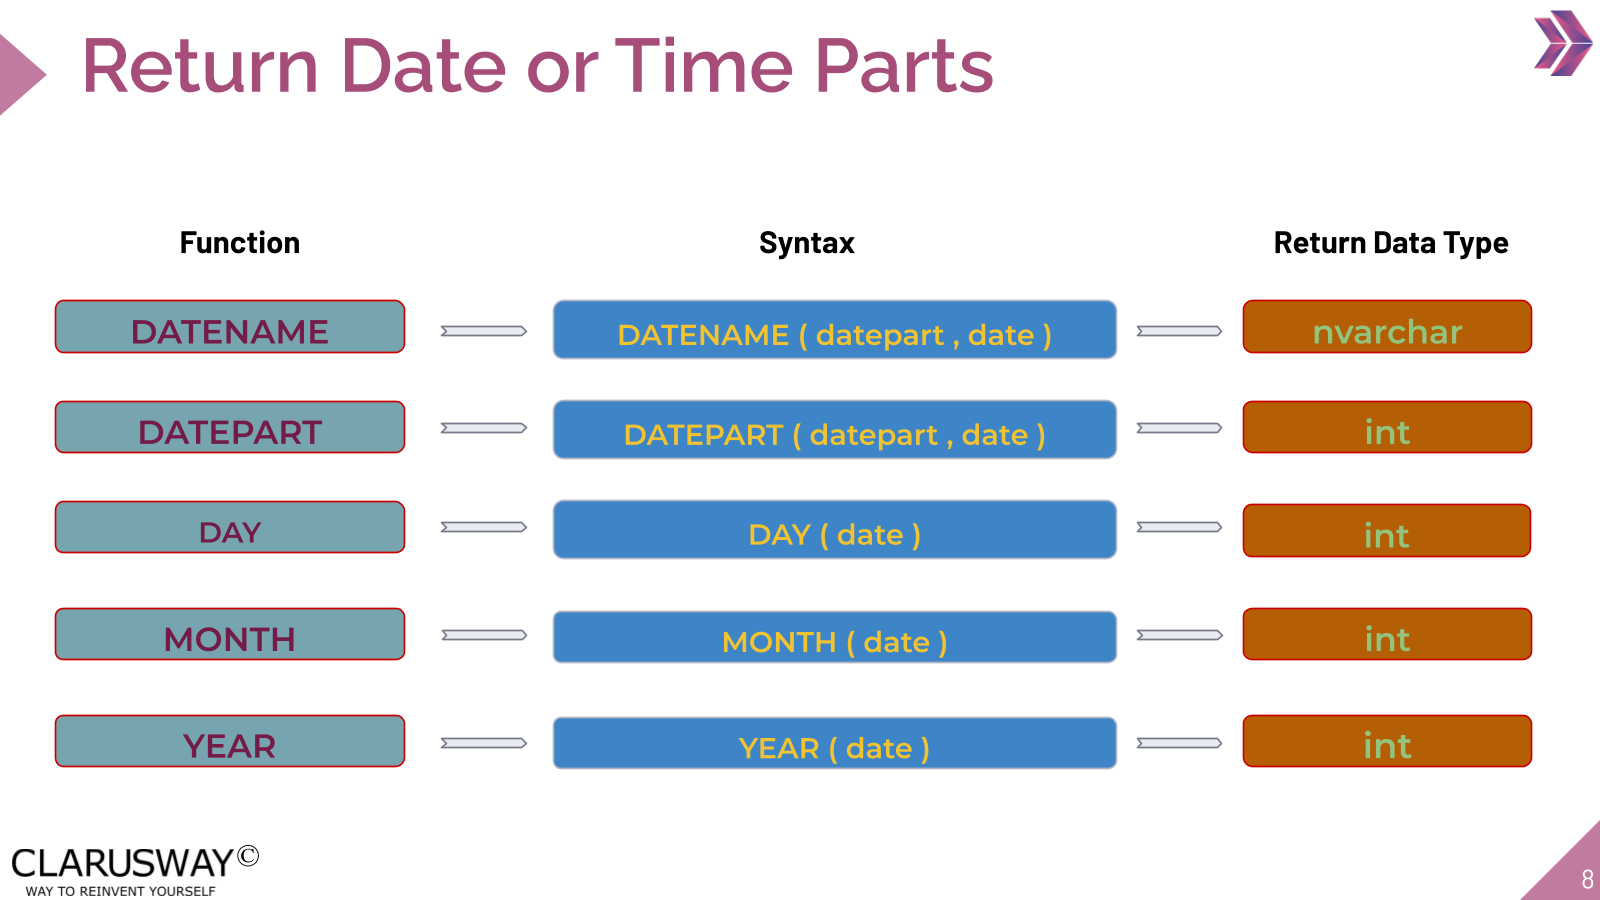 Return Date or Time Parts
Function Syntax Return Data Type
DATENAME DATENAME ( datepart , date ) nvarchar
DATEPART DATEPART ( datepart , date ) int
DAY DAY ( date ) int
MONTH MONTH ( date ) int
YEAR YEAR ( date ) int
CLARUSWAY©
WAY TO REINVENT YOURSELF
8